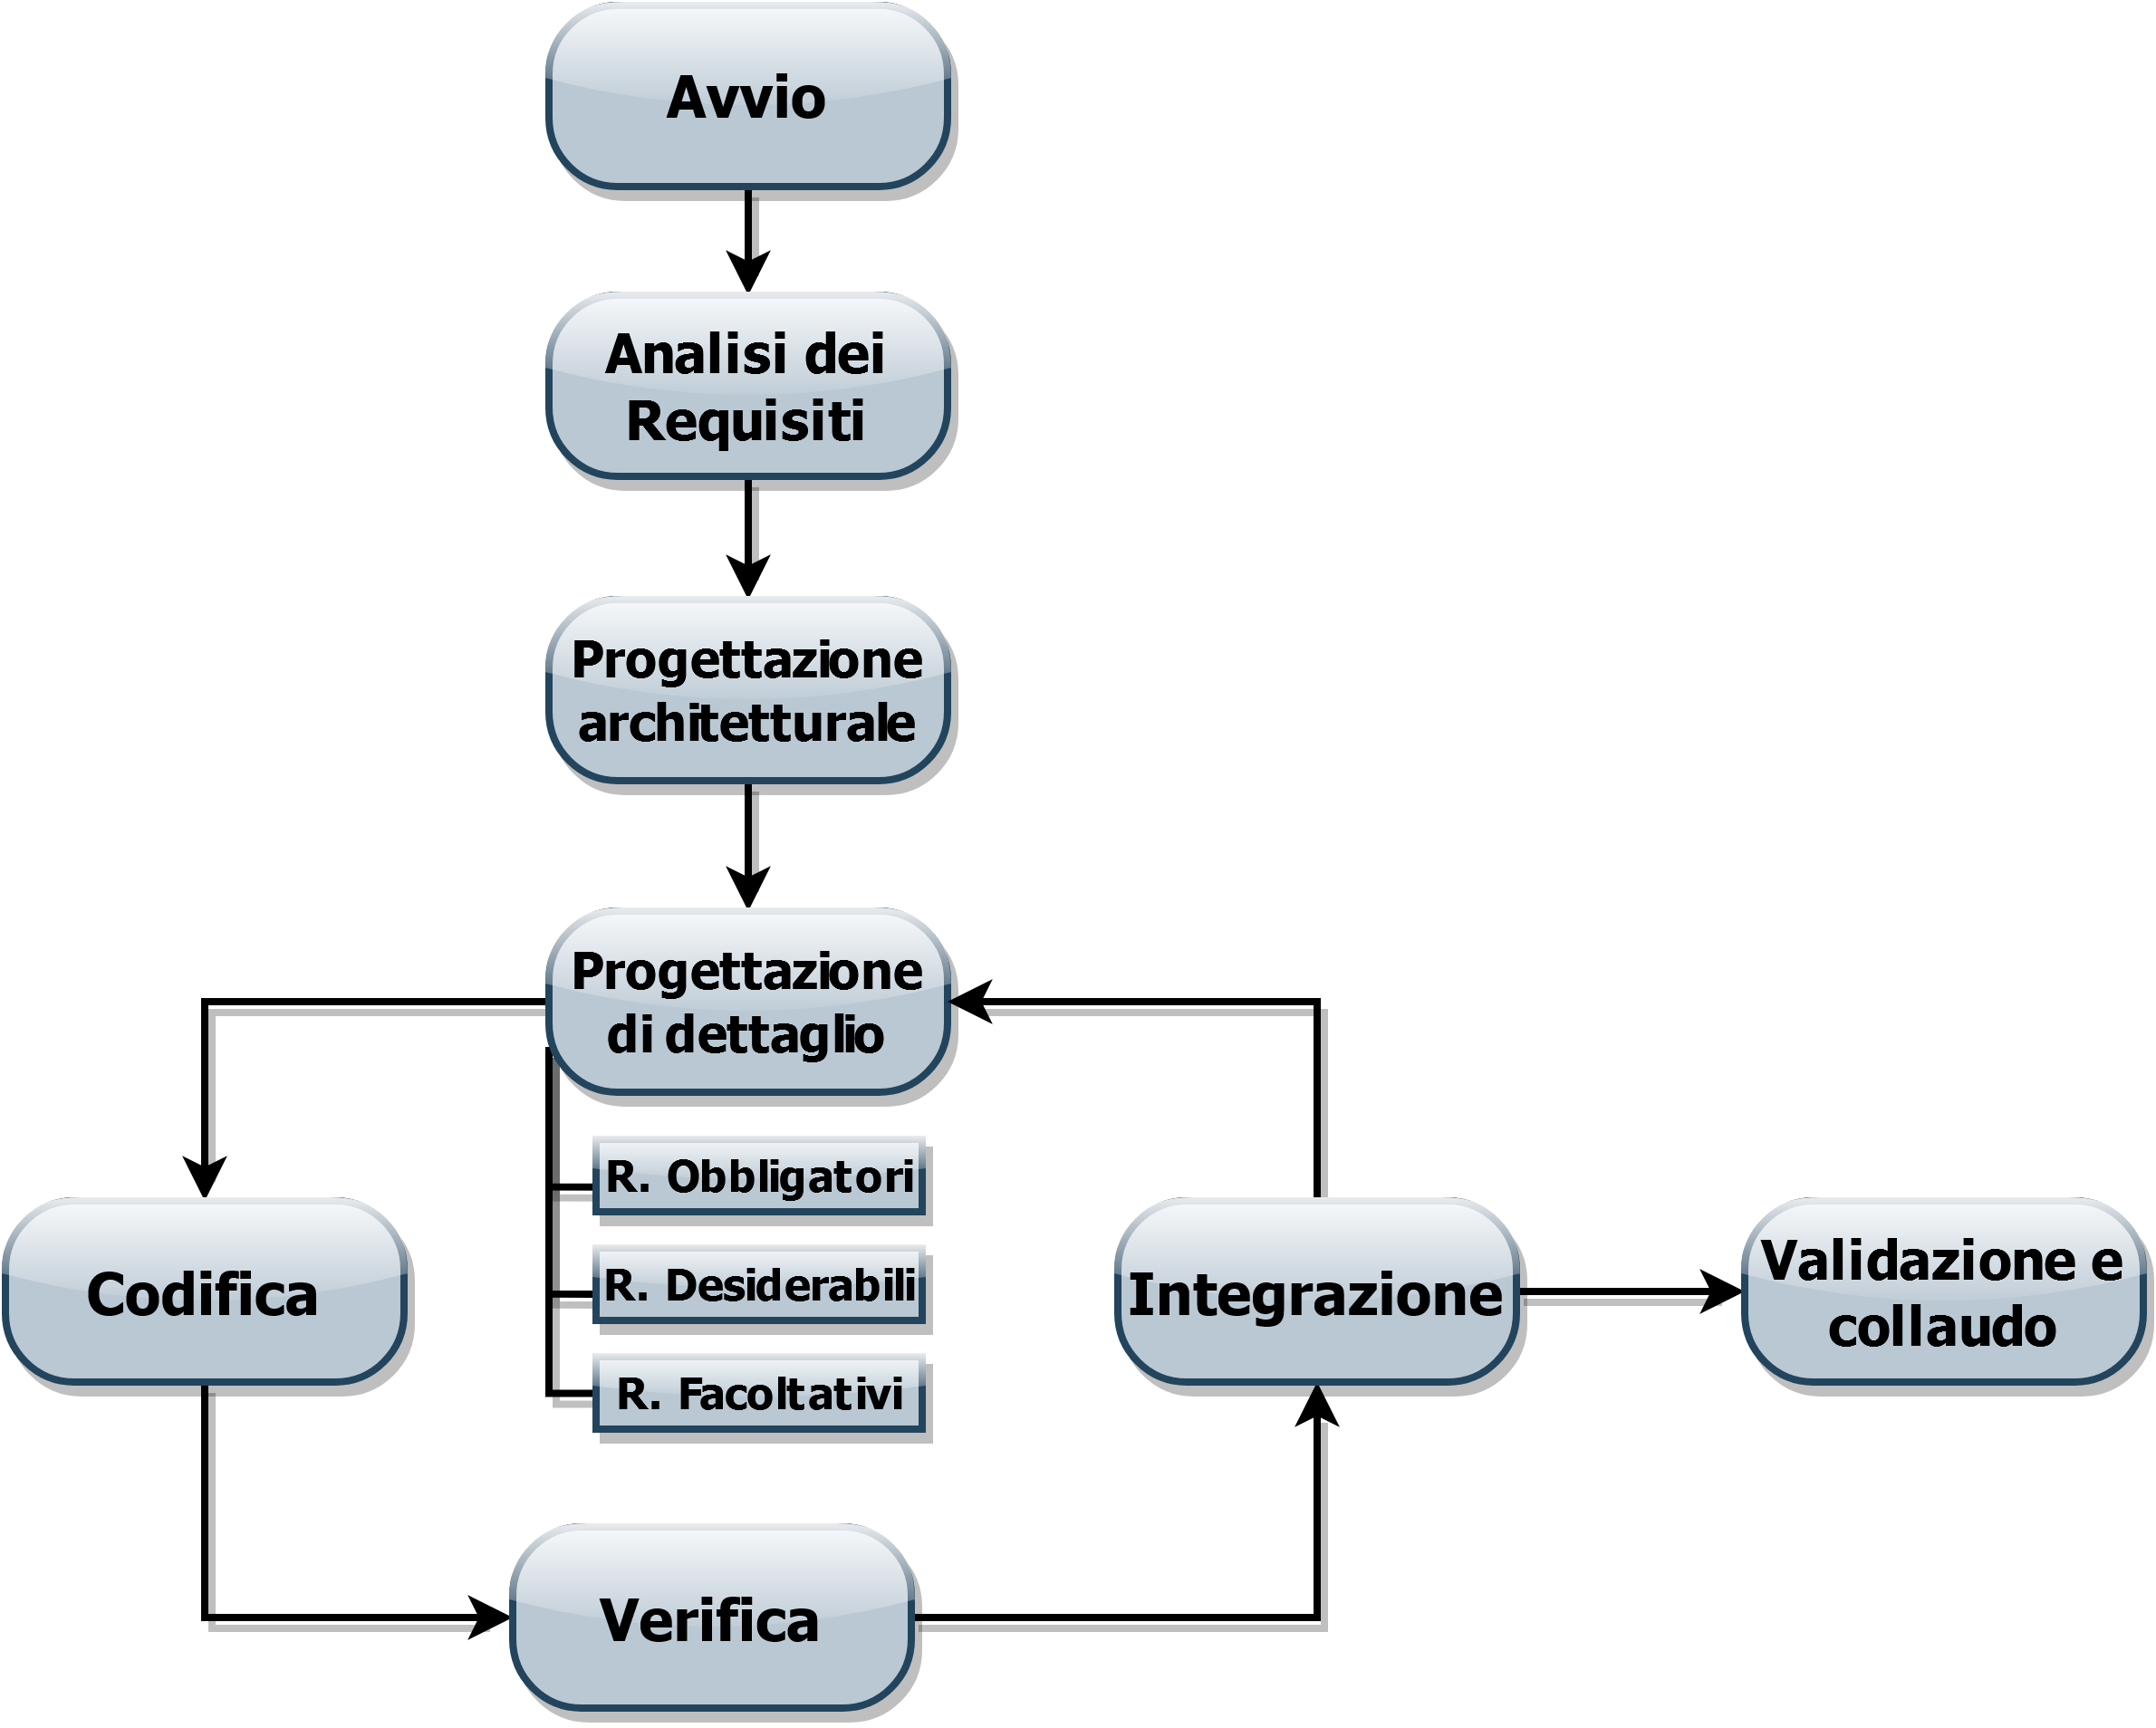 Avvio
Analisi dei
Requisiti
Progettazione
architetturale
Progettazione
di dettaglio
R. Obbligatori
R. Desiderabili
R. Facoltativi
Codifica
Integrazione
Validazione e
collaudo
Verifica